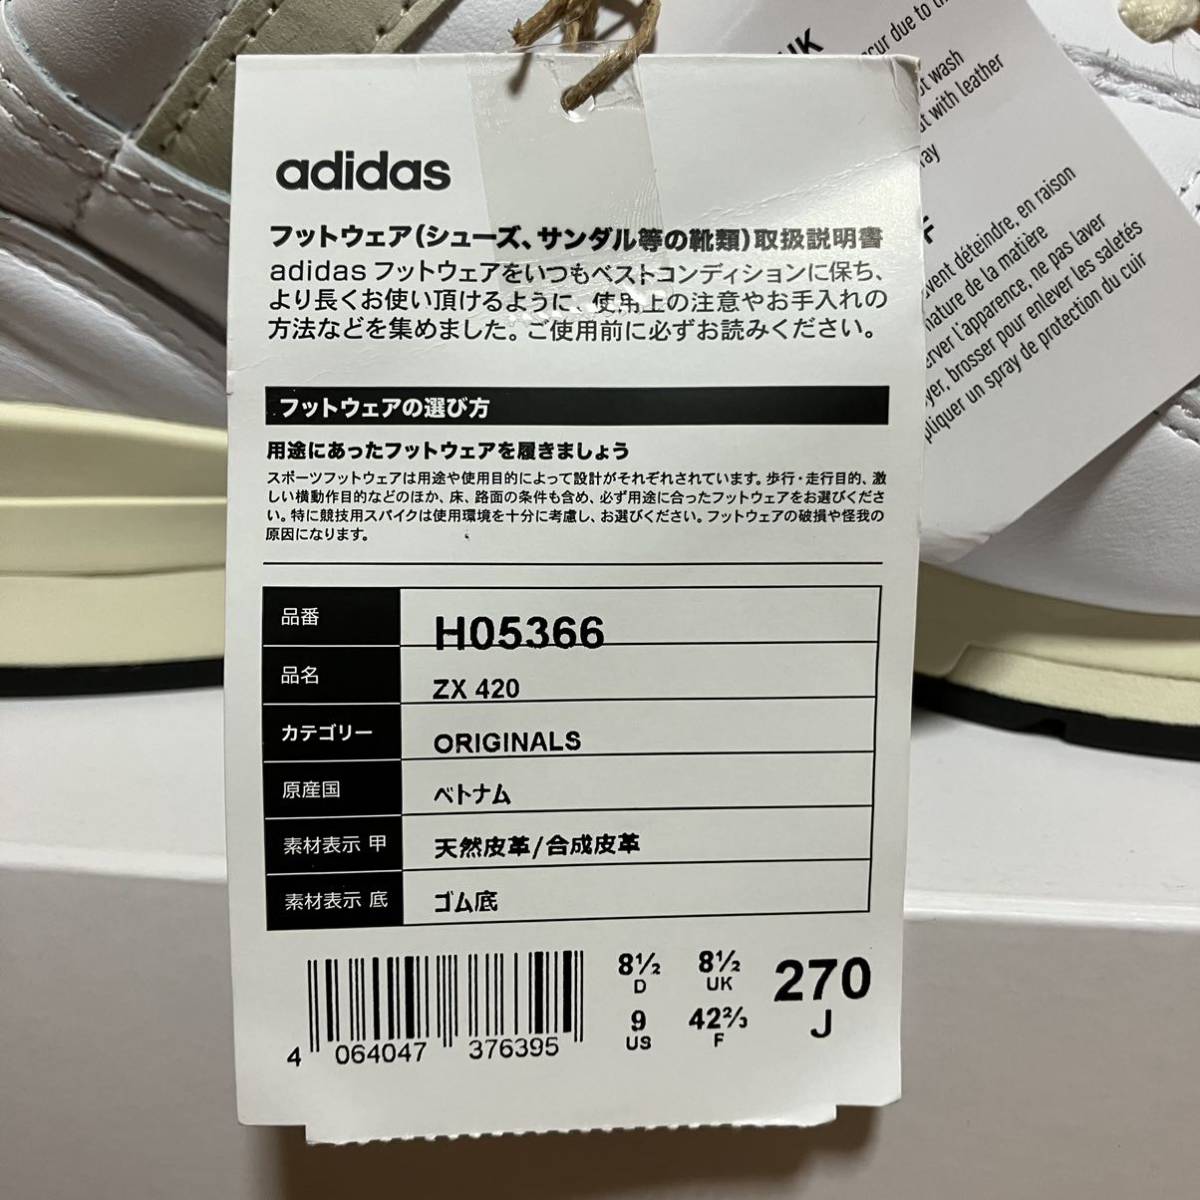 adidas
フットウェア(シューズ、サンダル等の靴類)取扱説明書
adidas フットウェアをいつもベストコンディションに保ち、
より長くお使い頂けるように、使用上の注意やお手入れの
方法などを集めました。ご使用前に必ずお読みください。
フットウェアの選び方
用途にあったフットウェアを履きましょう
スポーツフットウェアは用途や使用目的によって設計がそれぞれされています。歩行・走行目的、激
しい横動作目的などのほか、床、路面の条件も含め、必ず用途に合ったフットウェアをお選びくださ
い。特に競技用スパイクは使用環境を十分に考慮し、お選びください。フットウェアの破損や怪我の
原因になります。
品番 H05366
品名 ZX 420
カテゴリー ORIGINALS
原産国 ベトナム
素材表示 甲 天然皮革/合成皮革
素材表示 底 ゴム底
8½ 8½ 270
D UK
9 42⅔ J
US F
4 064047 376395
UK
due to
wash
with leather
déteindre, en raison
nature de la matière
l'apparence, ne pas laver
brosser pour enlever les saletés
un spray de protection du cuir